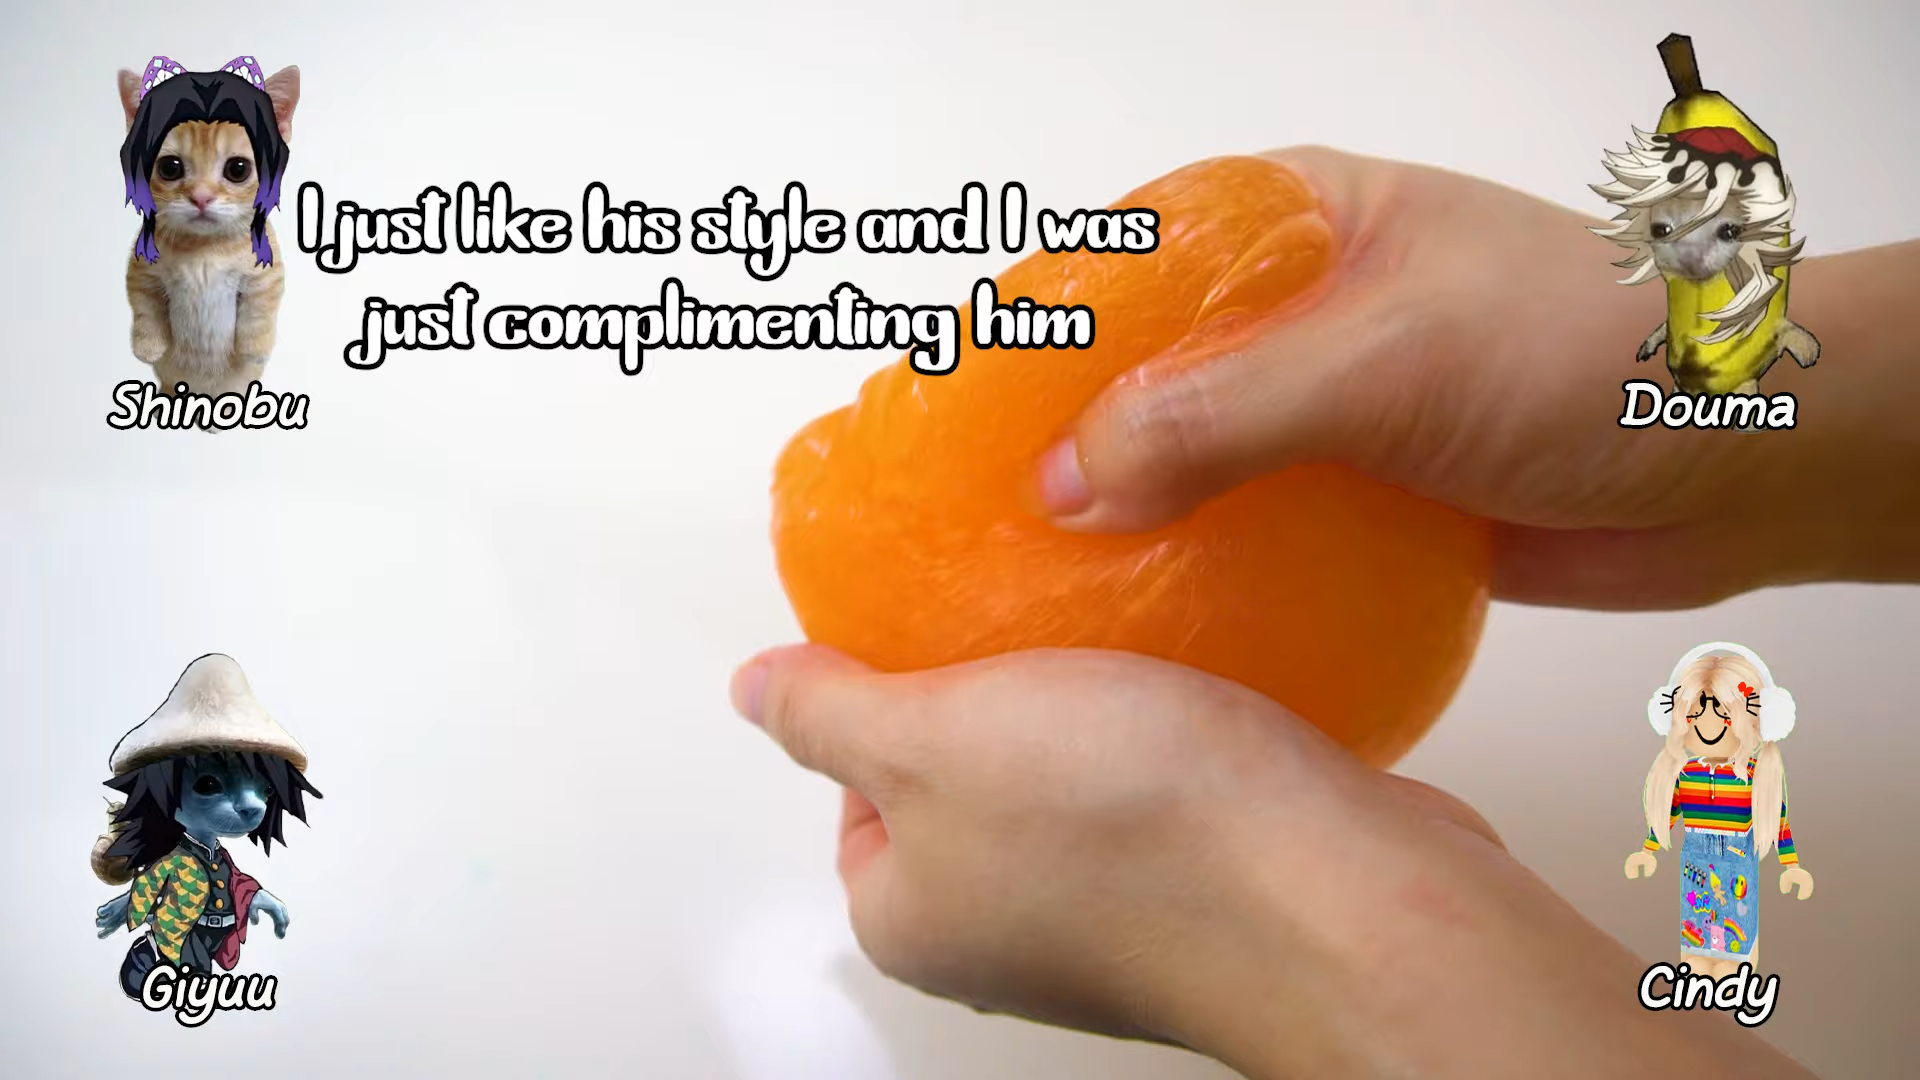 I just like his style and I was
just complimenting him
Shinobu
Douma
Giyuu
Cindy